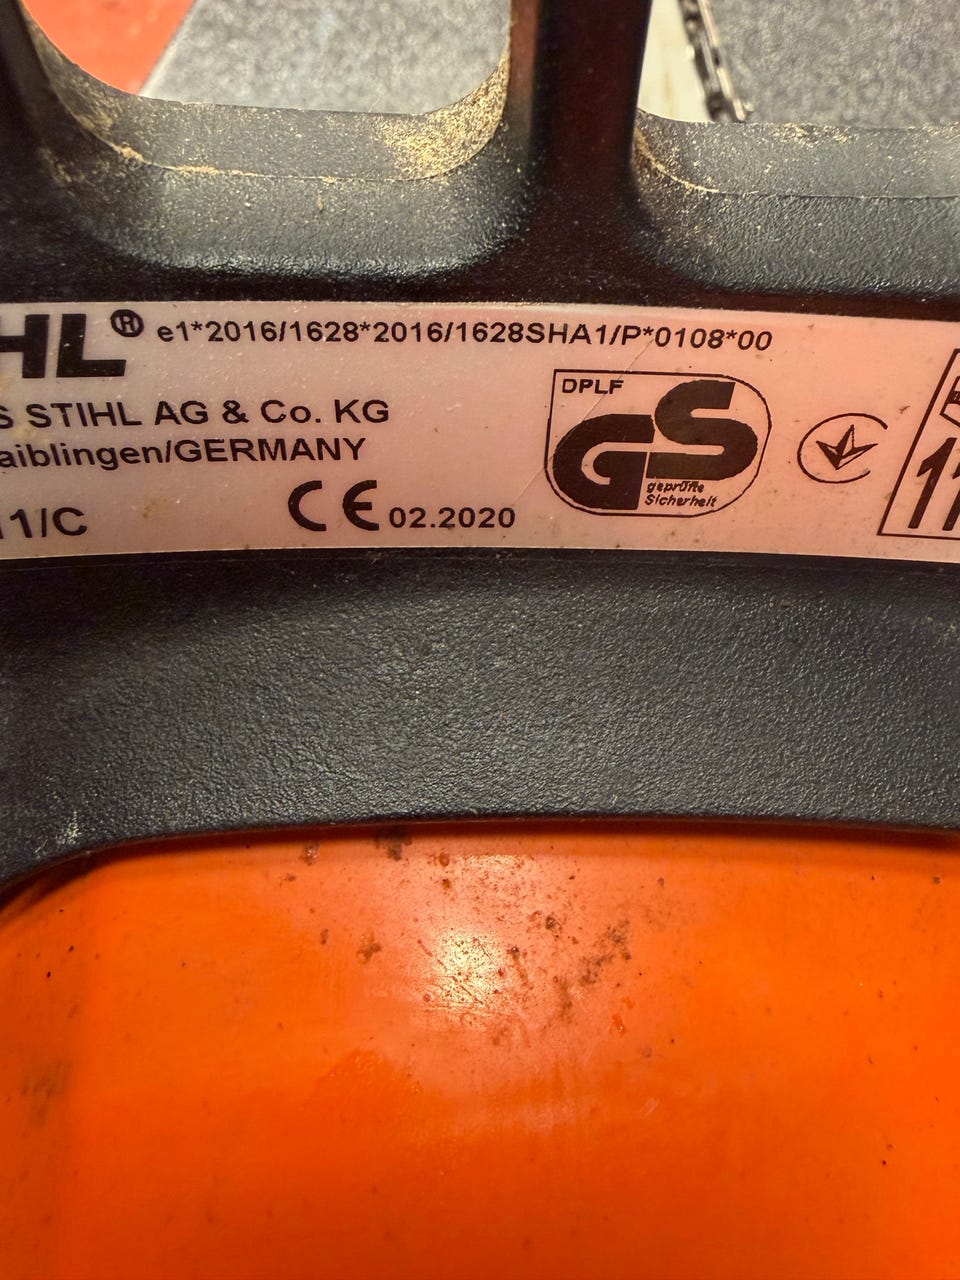 HL® e1*2016/1628*2016/1628SHA1/P*0108*00
S STIHL AG & Co. KG
aiblingen/GERMANY
11/C
CE 02.2020
DPLF
GS
geprüfte
Sicherheit
11